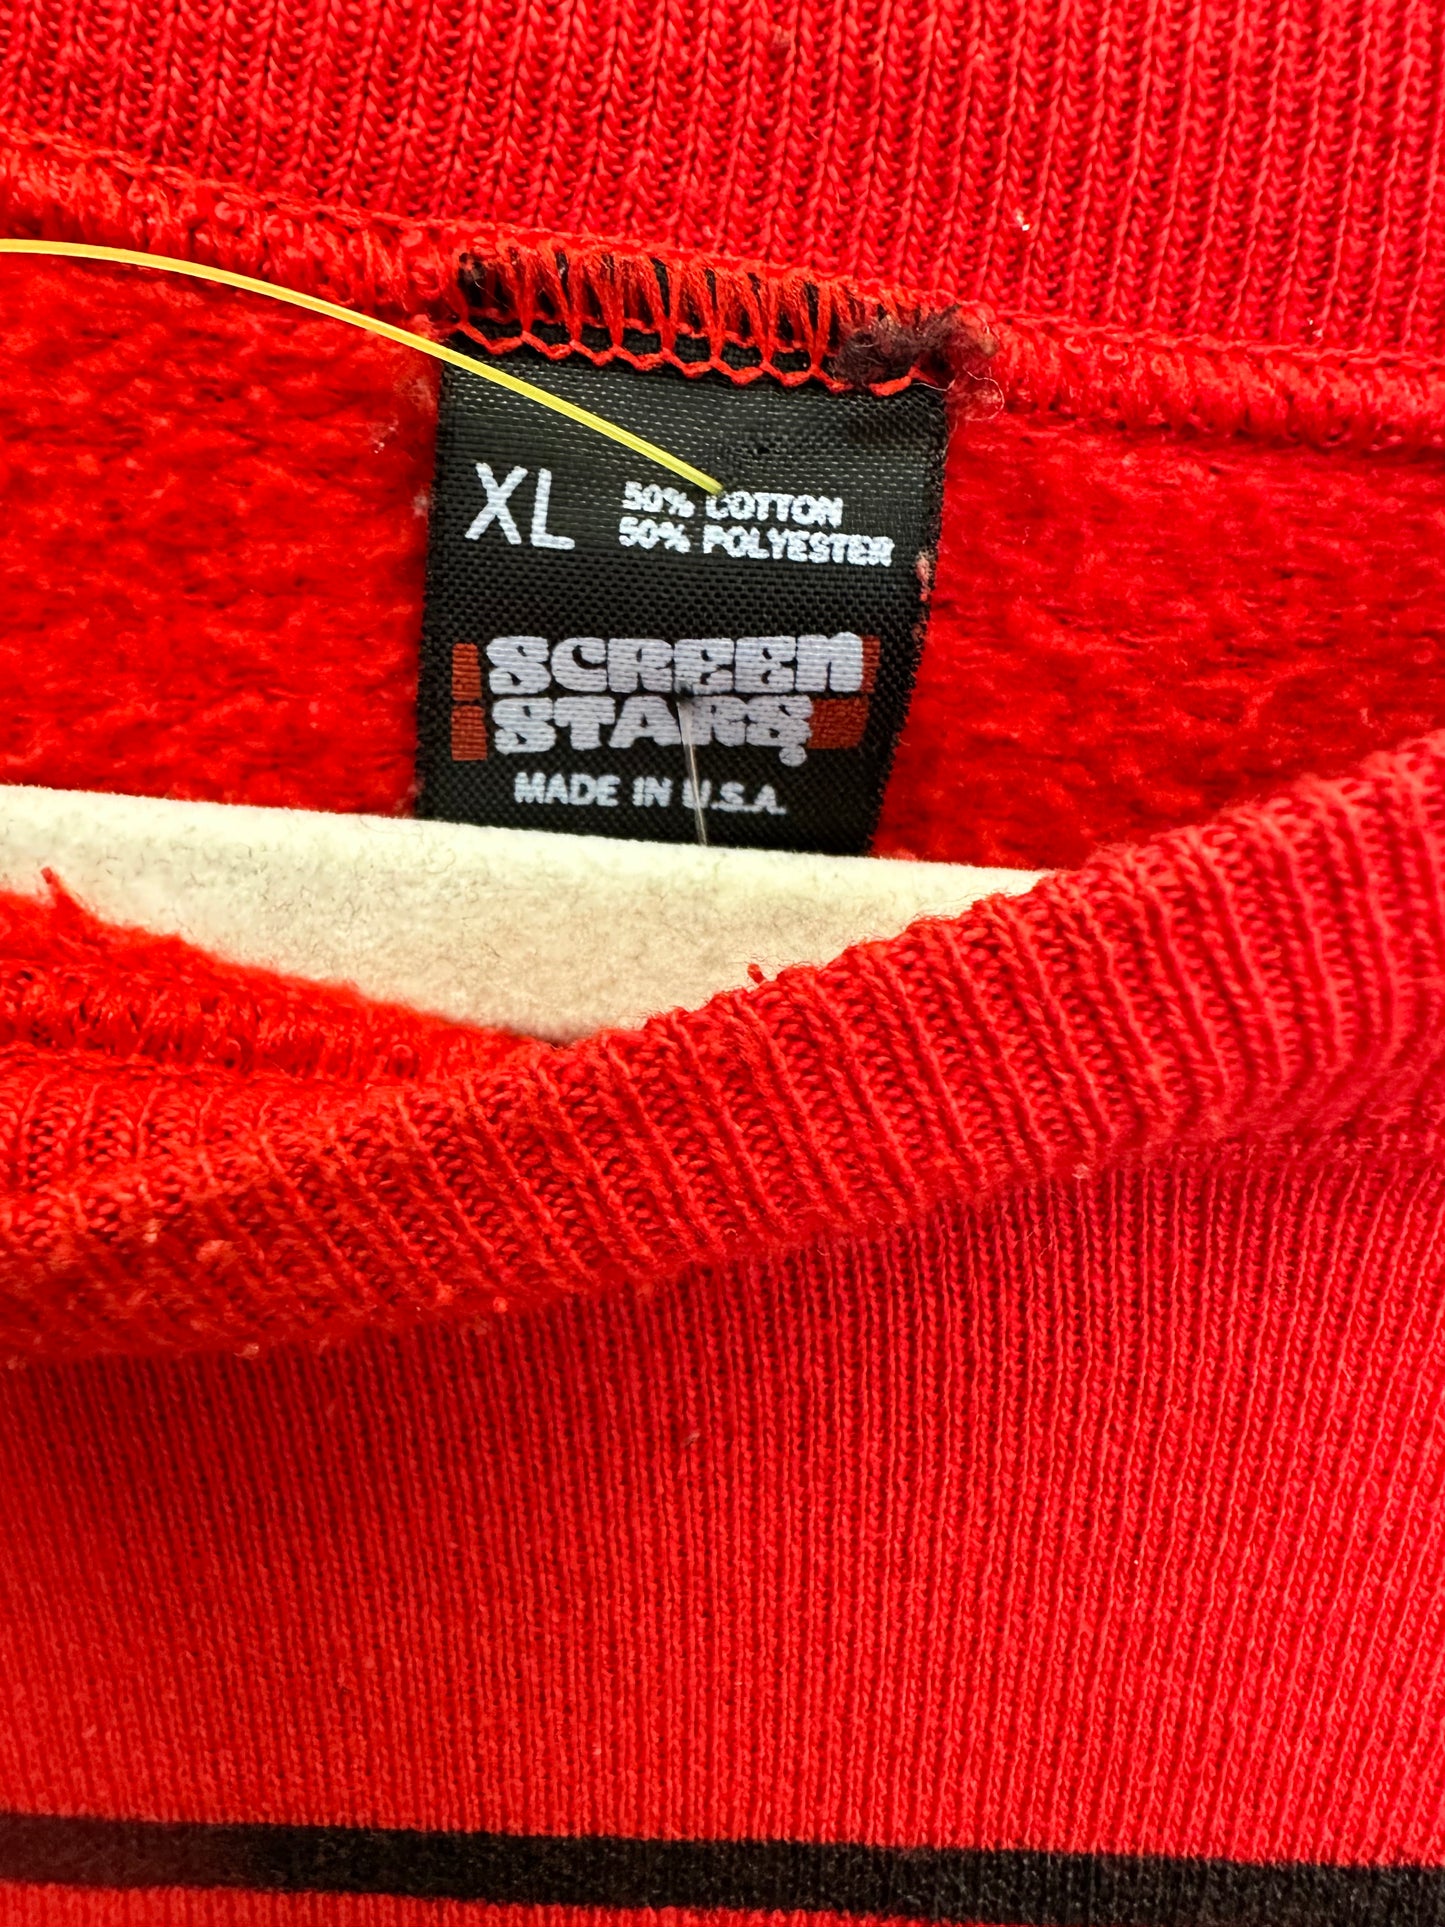 XL
50% COTTON
50% POLYESTER
SCREEN
STARS
MADE IN U.S.A.